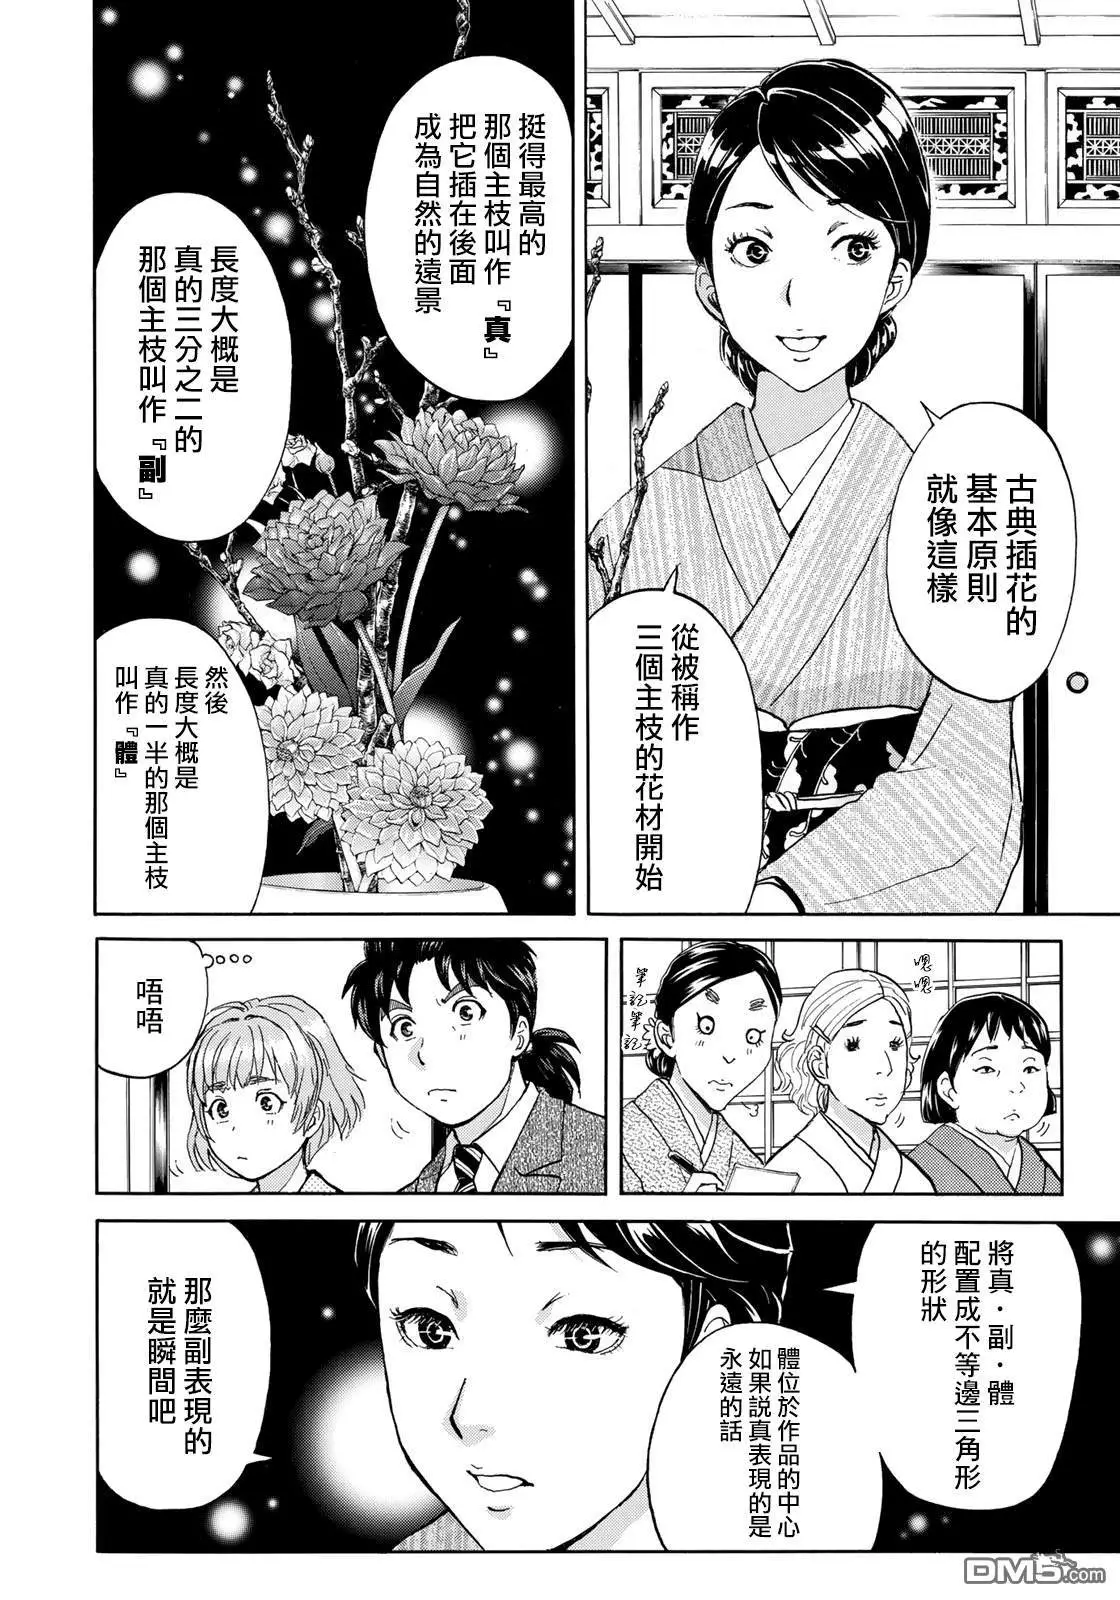 古典插花的
基本原則
就像這樣
從被稱作
三個主枝的花材開始
挺得最高的
那個主枝叫作『真』
把它插在後面
成為自然的遠景
長度大概是
真的三分之二的
那個主枝叫作『副』
然後
長度大概是
真的一半的那個主枝
叫作『體』
嗯嗯
筆記筆記
唔唔
將真・副・體
配置成不等邊三角形
的形狀
體位於作品的中心
如果説真表現的是
永遠的話
那麼副表現的
就是瞬間吧
DM5.com